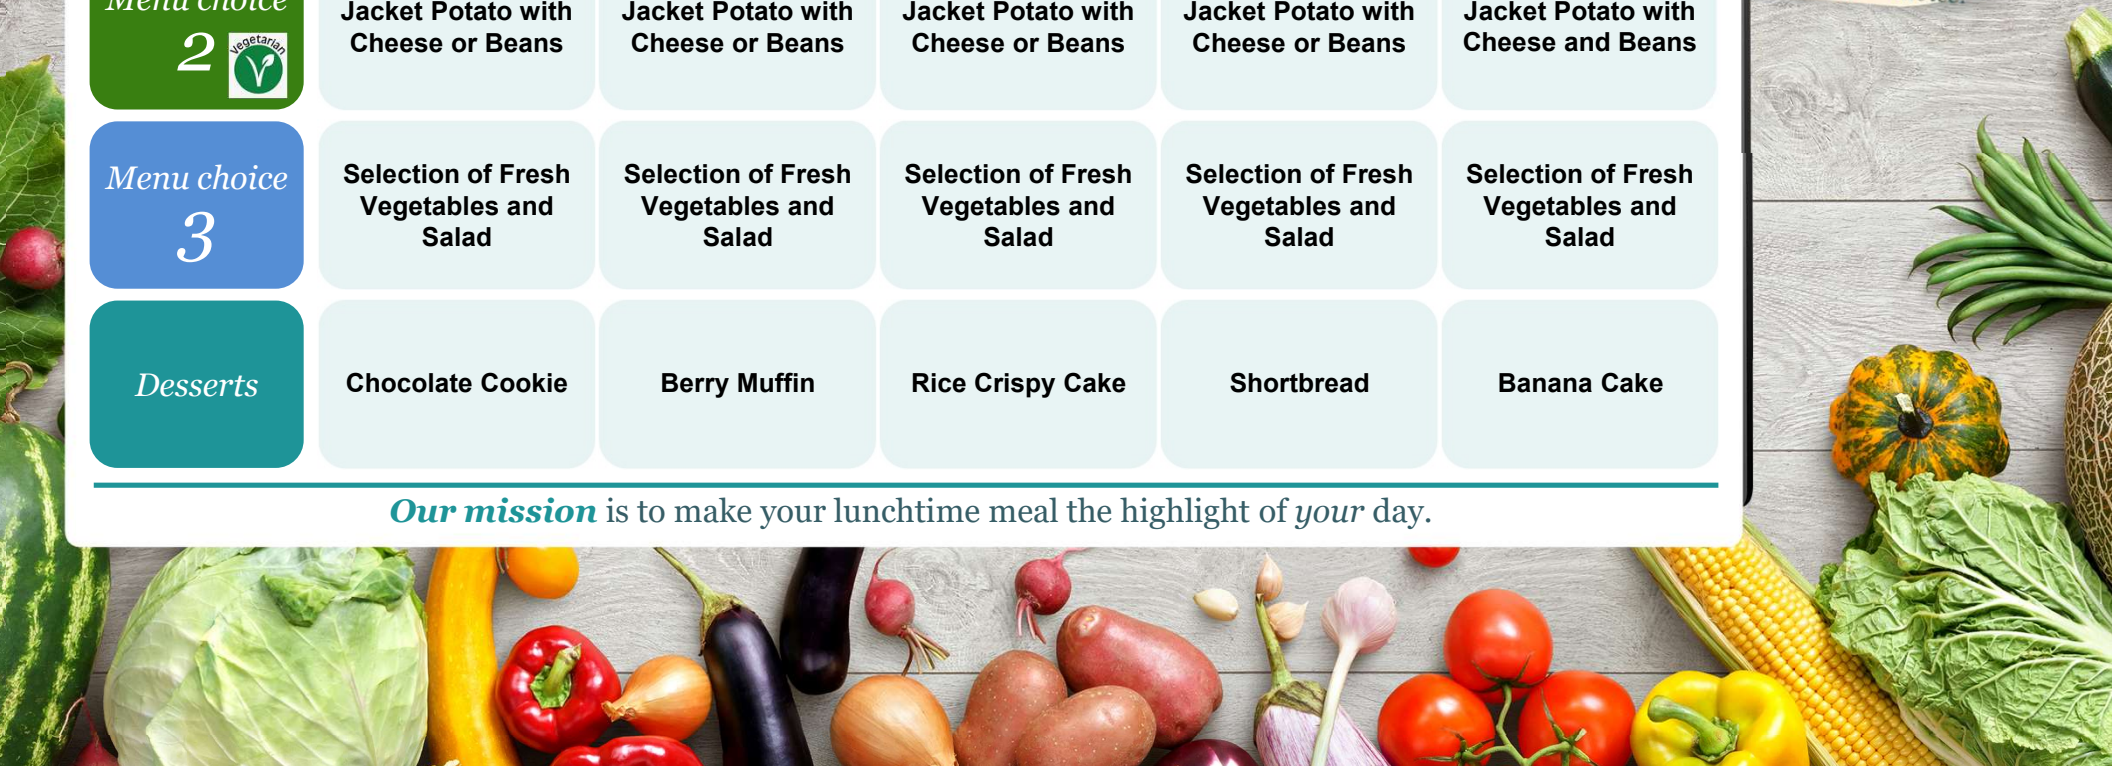 Menu choice
2
vegetarian
Jacket Potato with
Cheese or Beans
Jacket Potato with
Cheese or Beans
Jacket Potato with
Cheese or Beans
Jacket Potato with
Cheese or Beans
Jacket Potato with
Cheese and Beans
Menu choice
3
Selection of Fresh
Vegetables and
Salad
Selection of Fresh
Vegetables and
Salad
Selection of Fresh
Vegetables and
Salad
Selection of Fresh
Vegetables and
Salad
Selection of Fresh
Vegetables and
Salad
Desserts
Chocolate Cookie
Berry Muffin
Rice Crispy Cake
Shortbread
Banana Cake
Our mission is to make your lunchtime meal the highlight of your day.